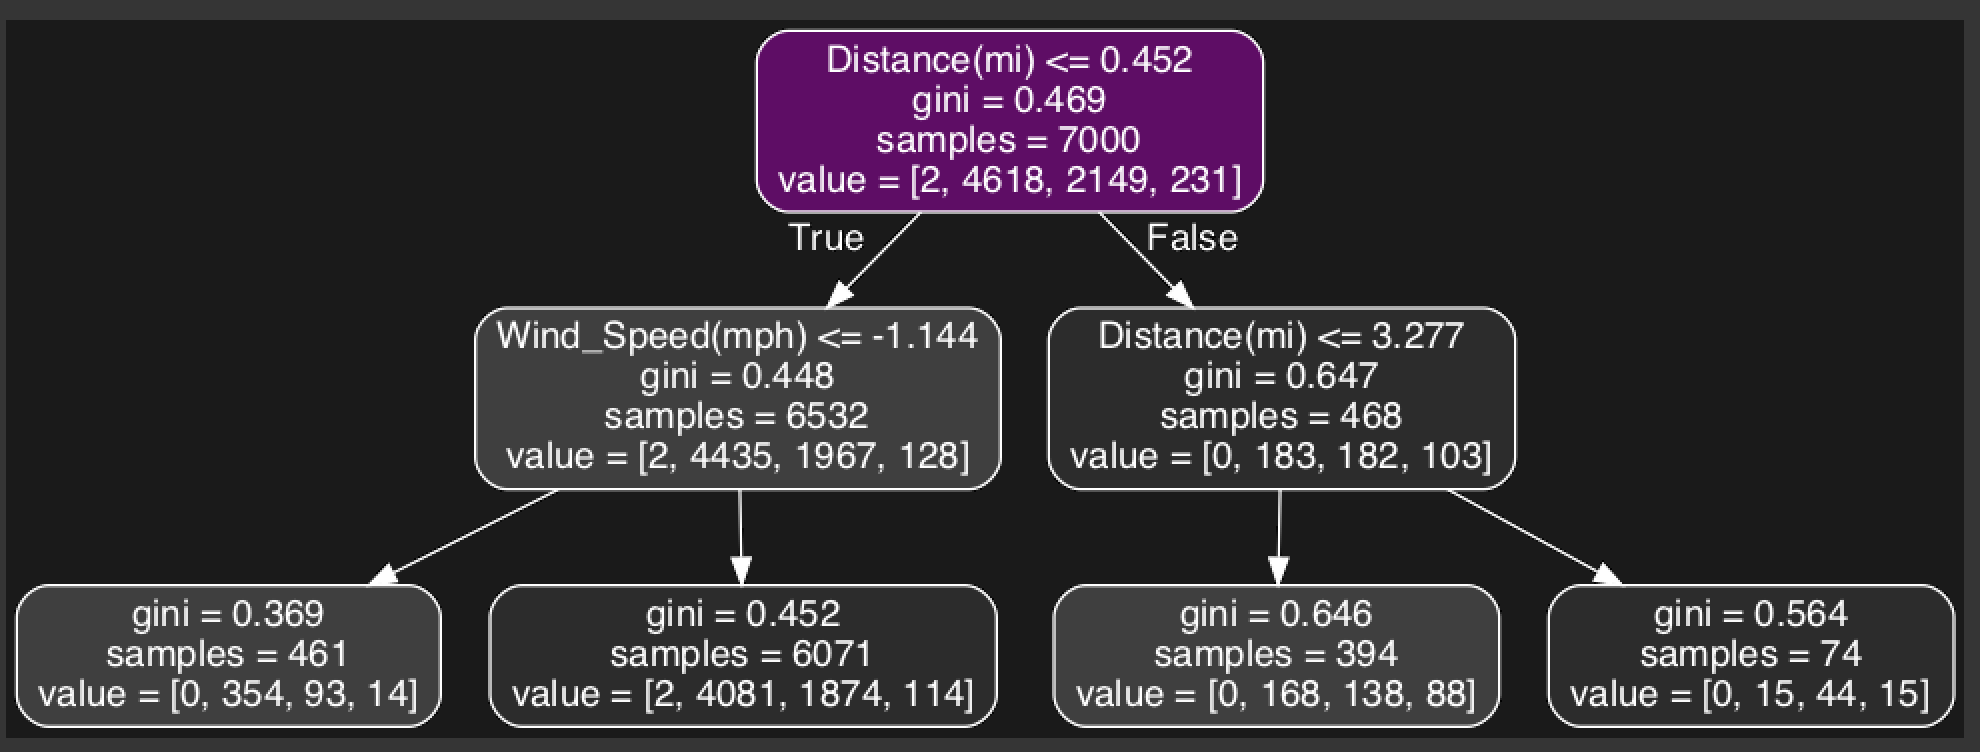 Distance(mi) <= 0.452
gini = 0.469
samples = 7000
value = [2, 4618, 2149, 231]
True
False
Wind_Speed(mph) <= -1.144
gini = 0.448
samples = 6532
value = [2, 4435, 1967, 128]
Distance(mi) <= 3.277
gini = 0.647
samples = 468
value = [0, 183, 182, 103]
gini = 0.369
samples = 461
value = [0, 354, 93, 14]
gini = 0.452
samples = 6071
value = [2, 4081, 1874, 114]
gini = 0.646
samples = 394
value = [0, 168, 138, 88]
gini = 0.564
samples = 74
value = [0, 15, 44, 15]